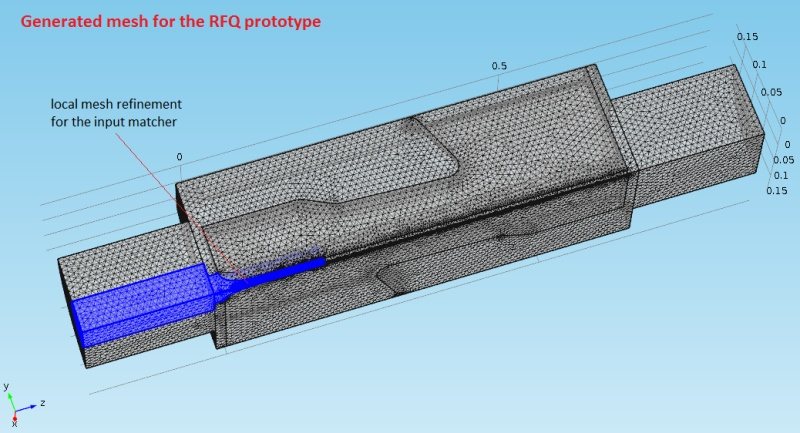 Generated mesh for the RFQ prototype
0.15
0.5
0.1
0.05
local mesh refinement
for the input matcher
0
0
0
0.05
0.1
0.15
y
z
x